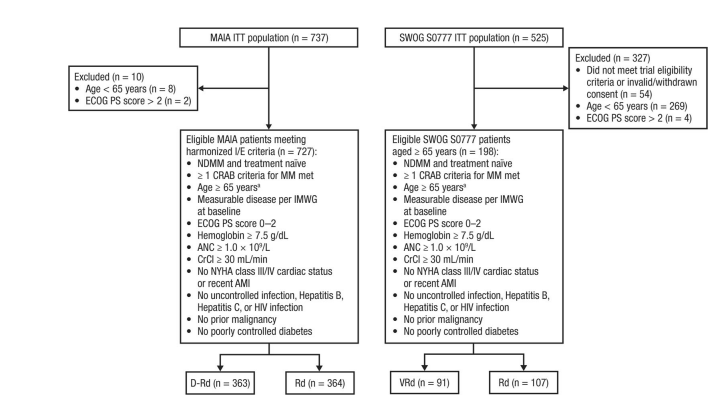 MAIA ITT population (n = 737)
SWOG S0777 ITT population (n = 525)
Excluded (n = 10)
• Age < 65 years (n = 8)
• ECOG PS score > 2 (n = 2)
Excluded (n = 327)
• Did not meet trial eligibility
criteria or invalid/withdrawn
consent (n = 54)
• Age < 65 years (n = 269)
• ECOG PS score > 2 (n = 4)
Eligible MAIA patients meeting
harmonized I/E criteria (n = 727):
• NDMM and treatment naïve
• ≥ 1 CRAB criteria for MM met
• Age ≥ 65 yearsᵃ
• Measurable disease per IMWG
at baseline
• ECOG PS score 0–2
• Hemoglobin ≥ 7.5 g/dL
• ANC ≥ 1.0 × 10⁹/L
• CrCl ≥ 30 mL/min
• No NYHA class III/IV cardiac status
or recent AMI
• No uncontrolled infection, Hepatitis B,
Hepatitis C, or HIV infection
• No prior malignancy
• No poorly controlled diabetes
Eligible SWOG S0777 patients
aged ≥ 65 years (n = 198):
• NDMM and treatment naïve
• ≥ 1 CRAB criteria for MM met
• Age ≥ 65 yearsᵃ
• Measurable disease per IMWG
at baseline
• ECOG PS score 0–2
• Hemoglobin ≥ 7.5 g/dL
• ANC ≥ 1.0 × 10⁹/L
• CrCl ≥ 30 mL/min
• No NYHA class III/IV cardiac status
or recent AMI
• No uncontrolled infection, Hepatitis B,
Hepatitis C, or HIV infection
• No prior malignancy
• No poorly controlled diabetes
D-Rd (n = 363)
Rd (n = 364)
VRd (n = 91)
Rd (n = 107)